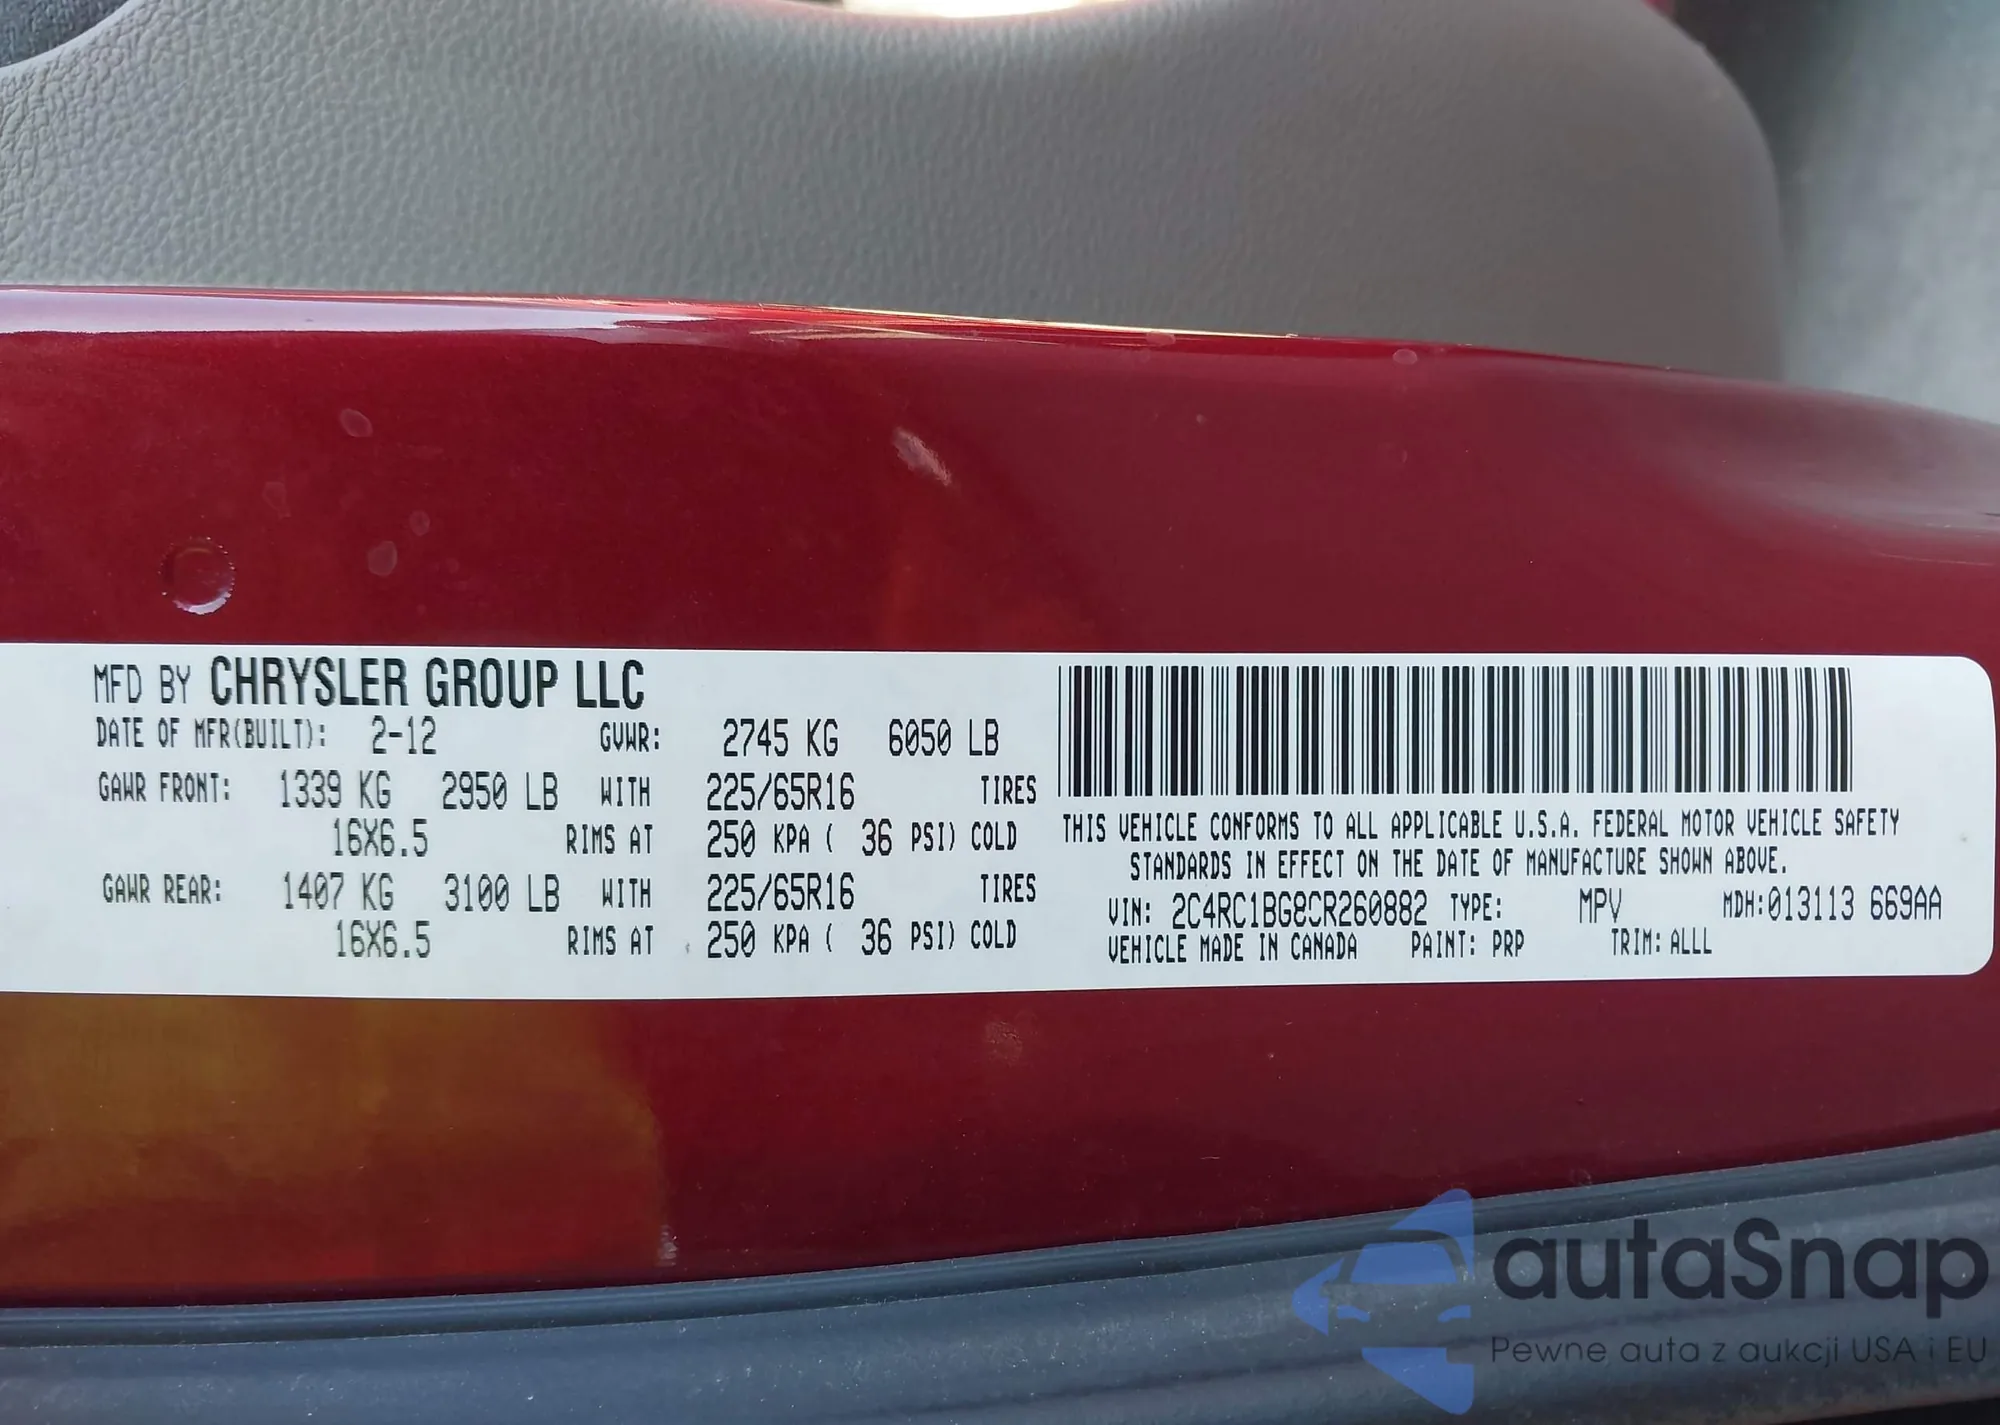 MFD BY CHRYSLER GROUP LLC
DATE OF MFR(BUILT): 2-12 GVWR: 2745 KG 6050 LB
GAWR FRONT: 1339 KG 2950 LB WITH 225/65R16 TIRES
16X6.5 RIMS AT 250 KPA ( 36 PSI) COLD
GAWR REAR: 1407 KG 3100 LB WITH 225/65R16 TIRES
16X6.5 RIMS AT 250 KPA ( 36 PSI) COLD
THIS VEHICLE CONFORMS TO ALL APPLICABLE U.S.A. FEDERAL MOTOR VEHICLE SAFETY
STANDARDS IN EFFECT ON THE DATE OF MANUFACTURE SHOWN ABOVE.
VIN: 2C4RC1BG8CR260882 TYPE: MPV MDH:013113 669AA
VEHICLE MADE IN CANADA PAINT: PRP TRIM: ALLL
autaSnap
Pewne auta z aukcji USA i EU